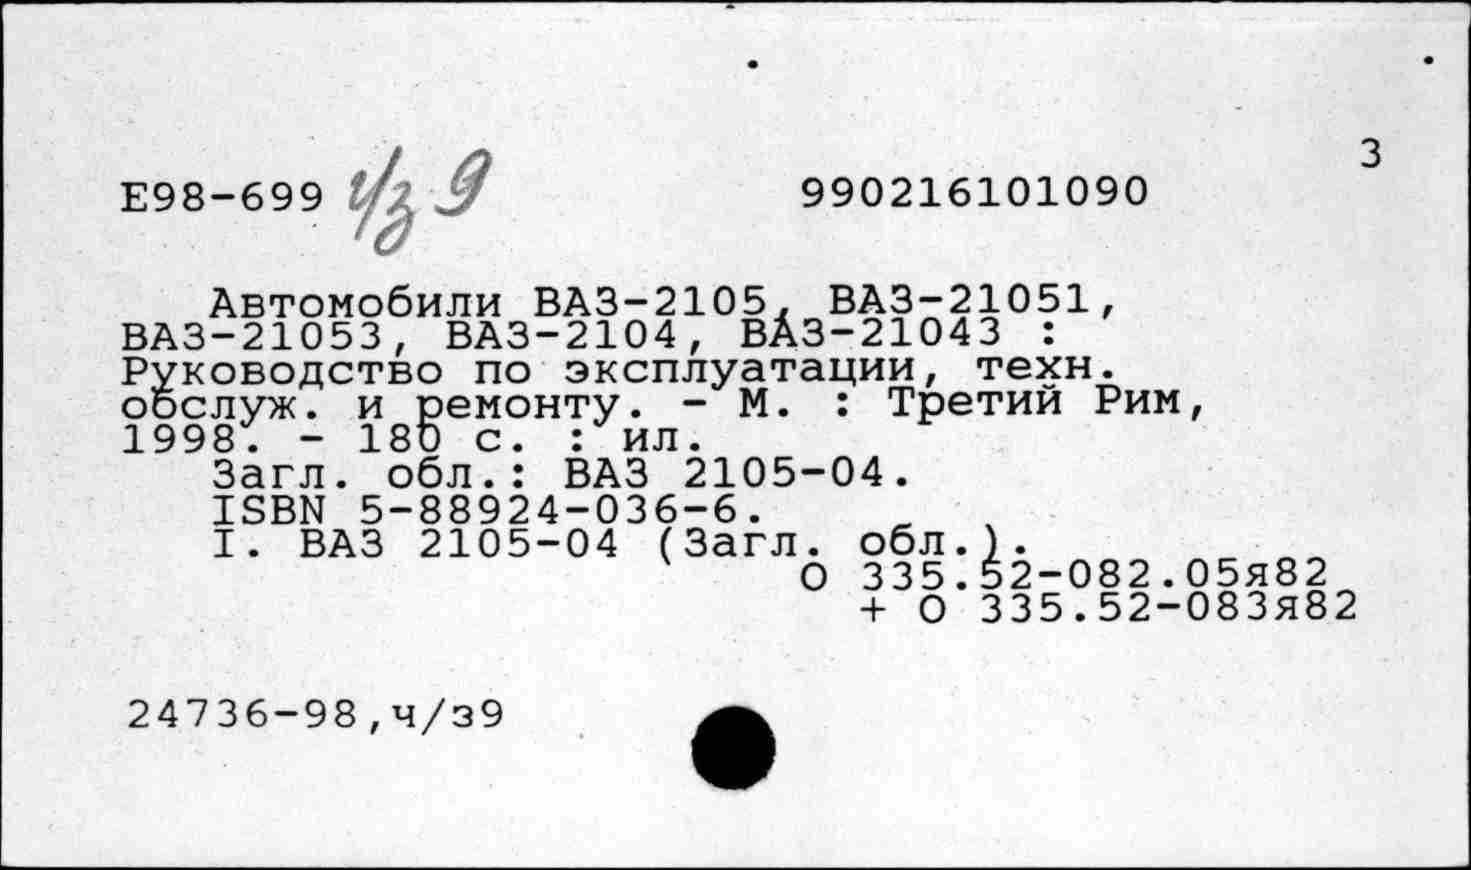 3
Е98-699 ч/з 9 990216101090
Автомобили ВАЗ-2105, ВАЗ-21051,
ВАЗ-21053, ВАЗ-2104, ВАЗ-21043 :
Руководство по эксплуатации, техн.
обслуж. и ремонту. - М. : Третий Рим,
1998. - 180 с. : ил.
Загл. обл.: ВАЗ 2105-04.
ISBN 5-88924-036-6.
I. ВАЗ 2105-04 (Загл. обл.).
О 335.52-082.05я82
+ О 335.52-083я82
24736-98,ч/з9